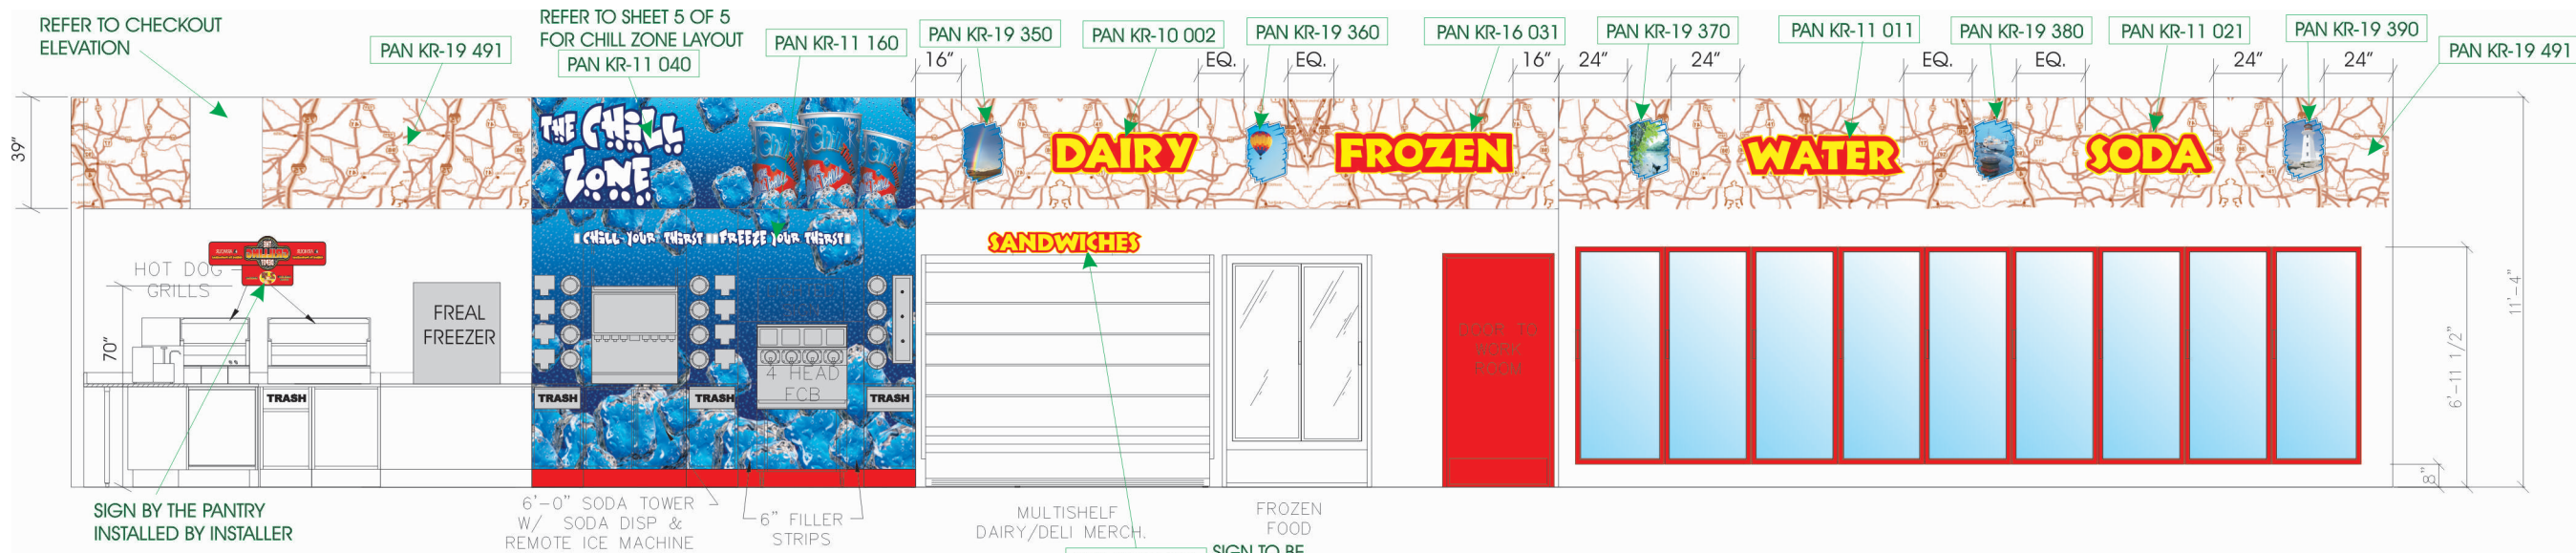 REFER TO CHECKOUT
ELEVATION
PAN KR-19 491
REFER TO SHEET 5 OF 5
FOR CHILL ZONE LAYOUT
PAN KR-11 040
PAN KR-11 160
PAN KR-19 350
PAN KR-10 002
PAN KR-19 360
PAN KR-16 031
PAN KR-19 370
PAN KR-11 011
PAN KR-19 380
PAN KR-11 021
PAN KR-19 390
PAN KR-19 491
16"
EQ.
EQ.
16"
24"
24"
EQ.
EQ.
24"
24"
39"
THE CHILL
ZONE
DAIRY
FROZEN
WATER
SODA
CHILL YOUR THIRST
FREEZE YOUR THIRST
SANDWICHES
HOT DOG
GRILLS
70"
FREAL
FREEZER
TRASH
TRASH
TRASH
TRASH
4 HEAD
FCB
DOOR TO
WORK
ROOM
11'-4"
6'-11 1/2"
8"
SIGN BY THE PANTRY
INSTALLED BY INSTALLER
6'-0" SODA TOWER
W/ SODA DISP &
REMOTE ICE MACHINE
6" FILLER
STRIPS
MULTISHELF
DAIRY/DELI MERCH.
FROZEN
FOOD
SIGN TO BE